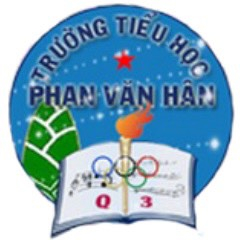 TRƯỜNG TIỂU HỌC
PHAN VĂN HÂN
Q 3